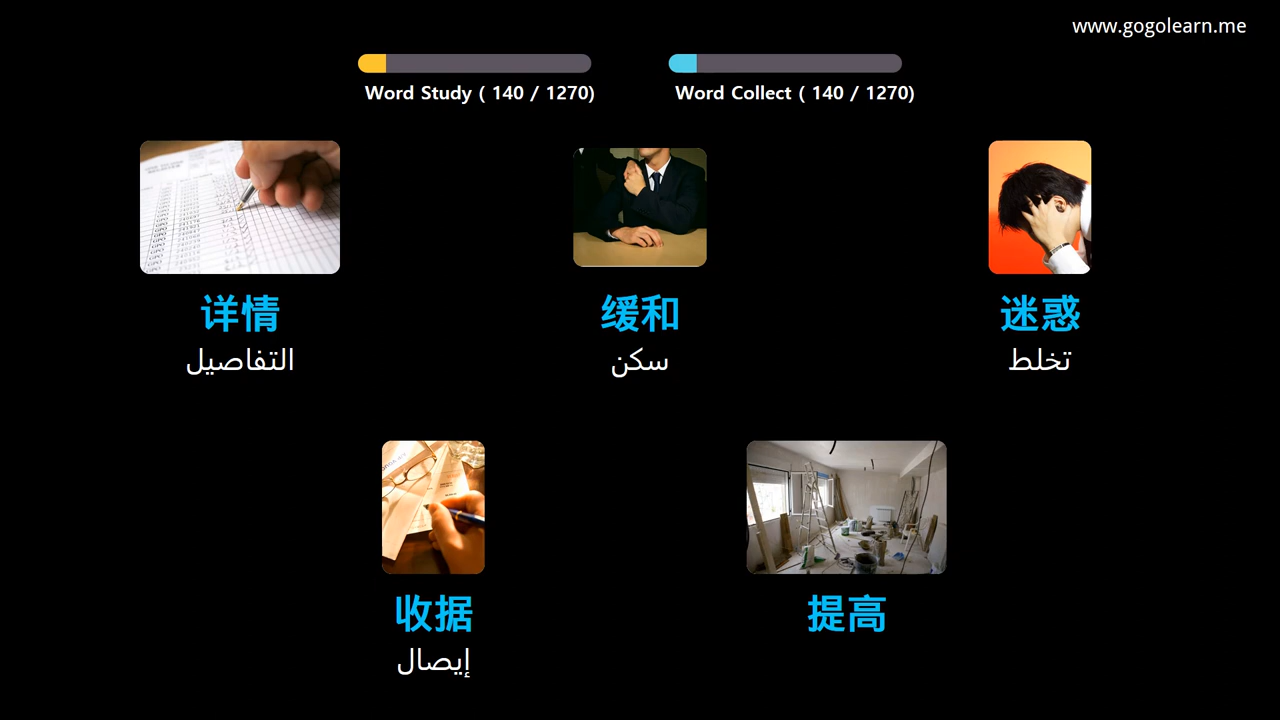 www.gogolearn.me
Word Study ( 140 / 1270)
Word Collect ( 140 / 1270)
详情
缓和
迷惑
التفاصيل
سكن
تخلط
收据
提高
إيصال